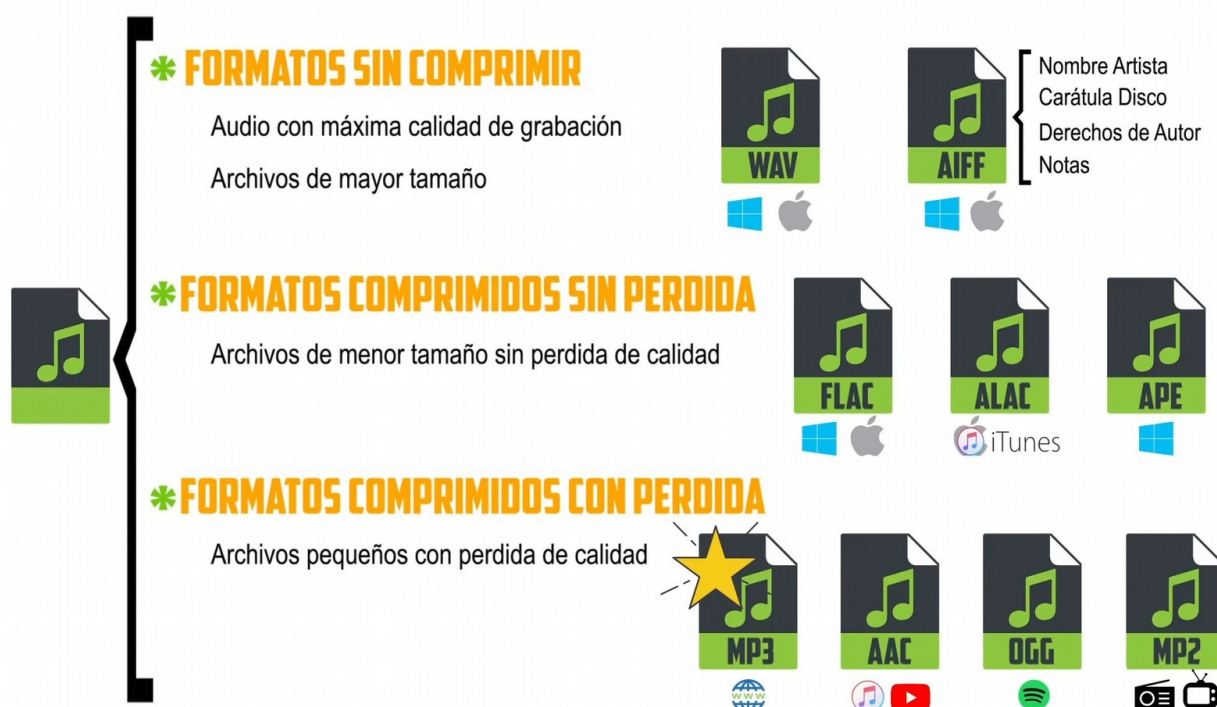 * FORMATOS SIN COMPRIMIR
Audio con máxima calidad de grabación
Archivos de mayor tamaño
WAV
AIFF
Nombre Artista
Carátula Disco
Derechos de Autor
Notas
*FORMATOS COMPRIMIDOS SIN PERDIDA
Archivos de menor tamaño sin perdida de calidad
FLAC
ALAC
APE
iTunes
*FORMATOS COMPRIMIDOS CON PERDIDA
Archivos pequeños con perdida de calidad
MP3
AAC
OGG
MP2
WWW